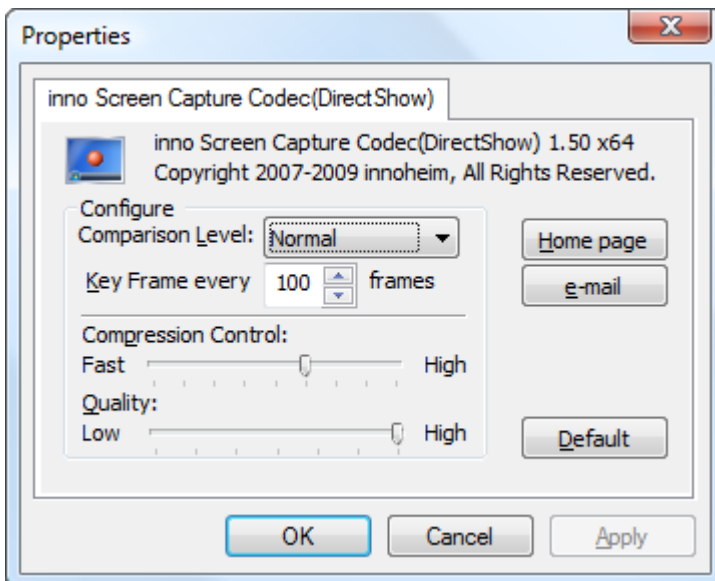 Properties
inno Screen Capture Codec(DirectShow)
inno Screen Capture Codec(DirectShow) 1.50 x64
Copyright 2007-2009 innoheim, All Rights Reserved.
Configure
Comparison Level: Normal
Home page
Key Frame every 100 frames
e-mail
Compression Control:
Fast High
Quality:
Low High
Default
OK Cancel Apply